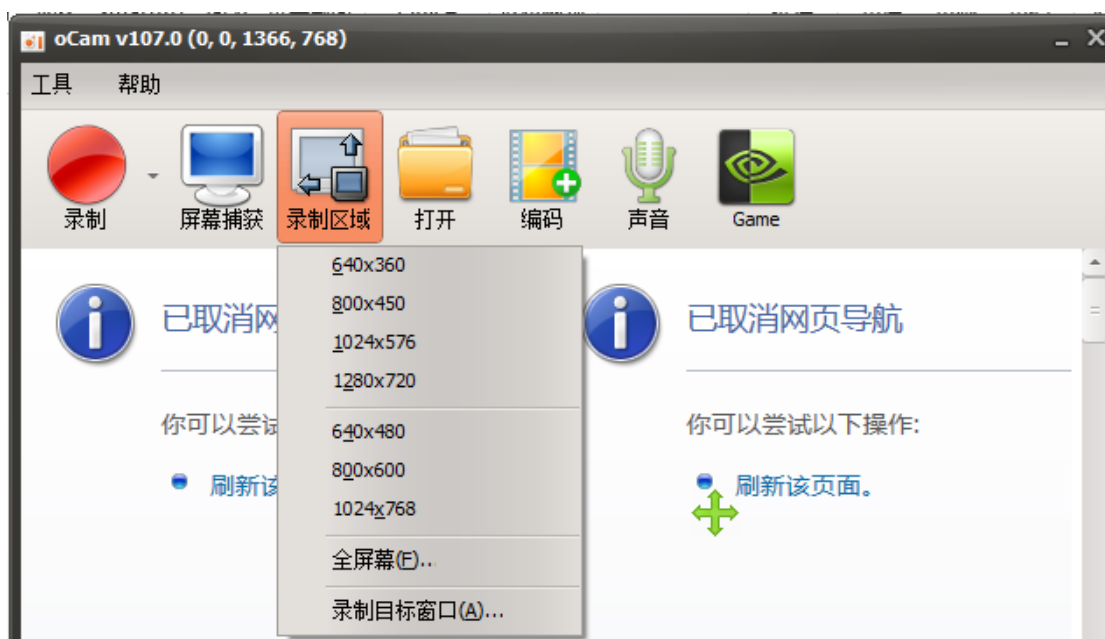 oCam v107.0 (0, 0, 1366, 768)
工具 帮助
录制 屏幕捕获 录制区域 打开 编码 声音 Game
640x360
800x450
1024x576
1280x720
640x480
800x600
1024x768
全屏幕(F)...
录制目标窗口(A)...
已取消网
你可以尝试
刷新该
已取消网页导航
你可以尝试以下操作:
刷新该页面。